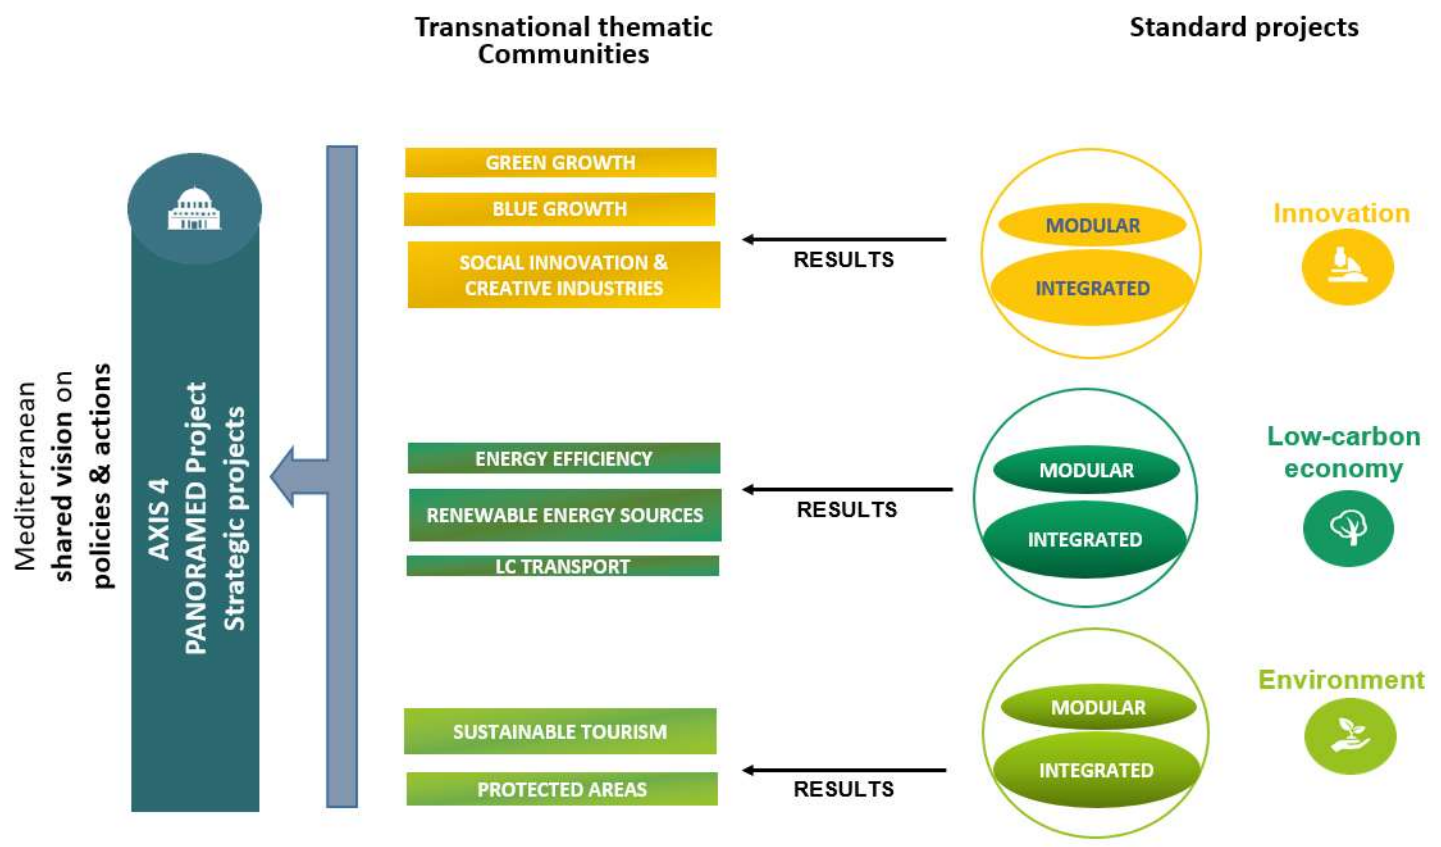 Transnational thematic
Communities
Standard projects
GREEN GROWTH
BLUE GROWTH
SOCIAL INNOVATION &
CREATIVE INDUSTRIES
RESULTS
MODULAR
INTEGRATED
Innovation
Mediterranean
shared vision on
policies & actions
AXIS 4
PANORAMED Project
Strategic projects
ENERGY EFFICIENCY
RENEWABLE ENERGY SOURCES
LC TRANSPORT
RESULTS
MODULAR
INTEGRATED
Low-carbon
economy
SUSTAINABLE TOURISM
PROTECTED AREAS
RESULTS
MODULAR
INTEGRATED
Environment